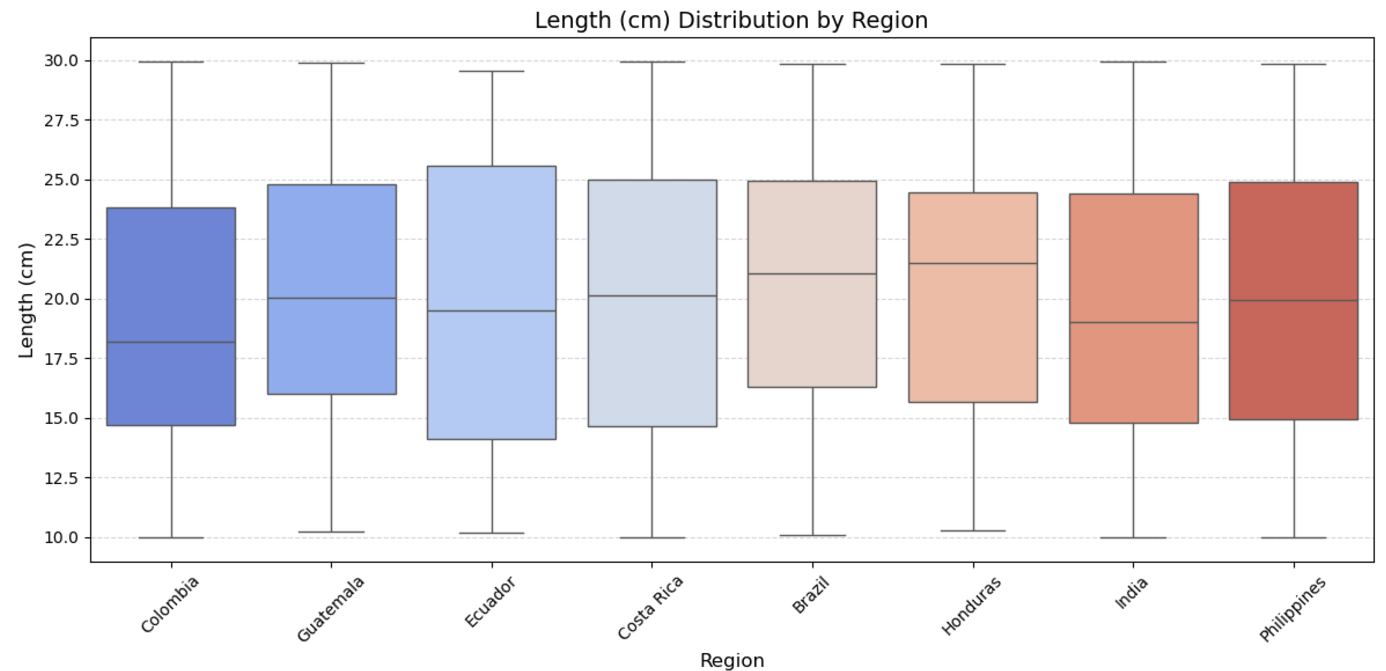 Length (cm) Distribution by Region
Length (cm)
30.0
27.5
25.0
22.5
20.0
17.5
15.0
12.5
10.0
Colombia
Guatemala
Ecuador
Costa Rica
Brazil
Honduras
India
Philippines
Region